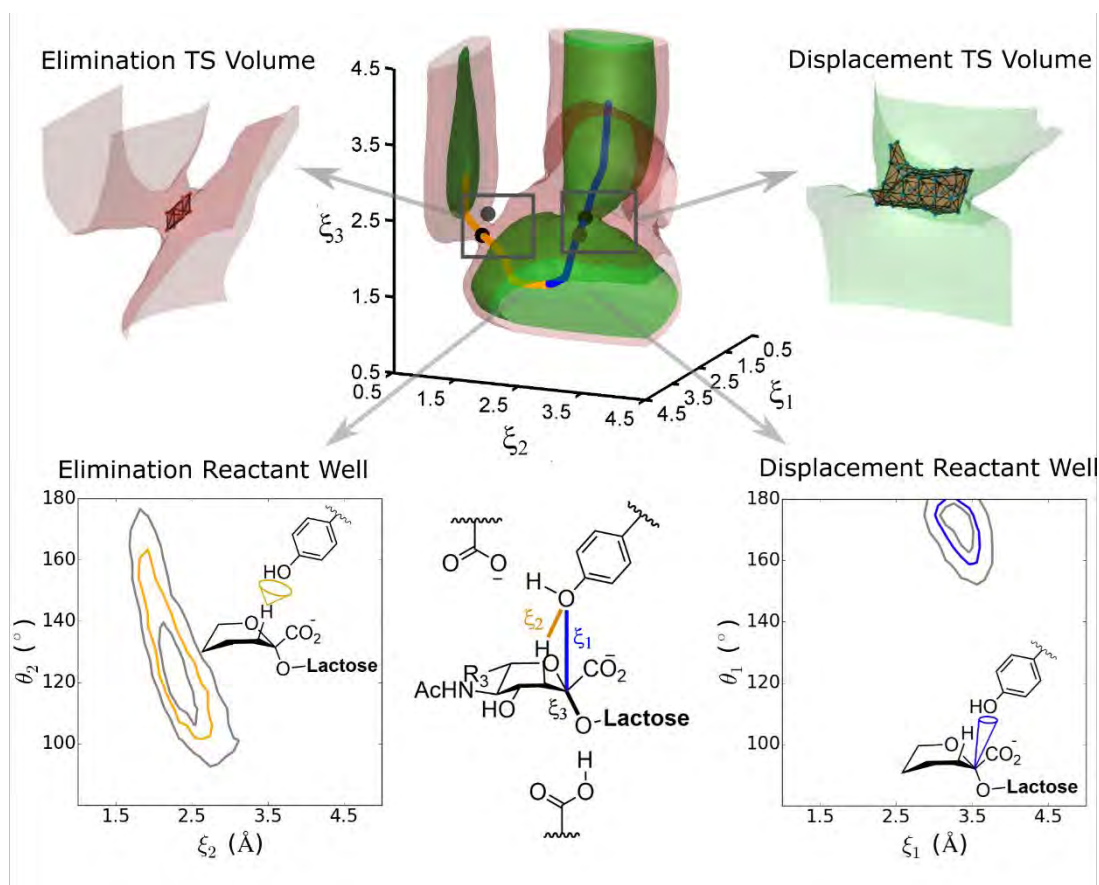 Elimination TS Volume
Displacement TS Volume
4.5
3.5
ξ3
2.5
1.5
0.5
0.5
1.5
2.5
3.5
4.5
ξ2
4.5
3.5
2.5
1.5
0.5
ξ1
Elimination Reactant Well
180
160
θ2 (°)
140
120
100
HO
H
O
CO2-
O-Lactose
1.5
2.5
3.5
4.5
ξ2 (Å)
O
O
-
H
O
ξ2
ξ1
H
R3
O
CO2-
AcHN
HO
ξ3
O-Lactose
H
O
O
Displacement Reactant Well
180
160
θ1 (°)
140
120
100
HO
O
H
CO2-
O-Lactose
1.5
2.5
3.5
4.5
ξ1 (Å)